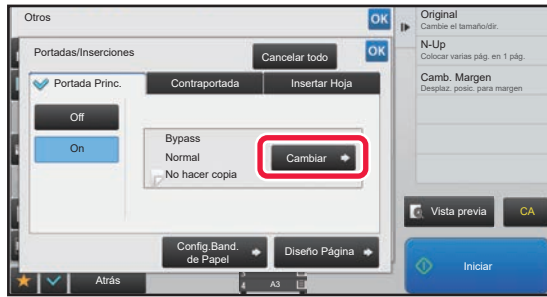 Otros
OK
Portadas/Inserciones
Cancelar todo
OK
Portada Princ.
Contraportada
Insertar Hoja
Off
On
Bypass
Normal
No hacer copia
Cambiar
Config.Band.
de Papel
Diseño Página
Atrás
A3
4
Original
Cambie el tamaño/dir.
N-Up
Colocar varias pág. en 1 pág.
Camb. Margen
Desplaz. posic. para margen
Vista previa
CA
Iniciar